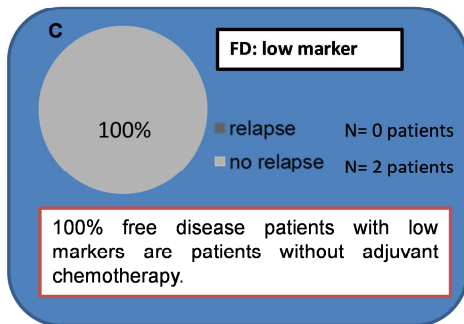 C
FD: low marker
100%
relapse N= 0 patients
no relapse N= 2 patients
100% free disease patients with low
markers are patients without adjuvant
chemotherapy.